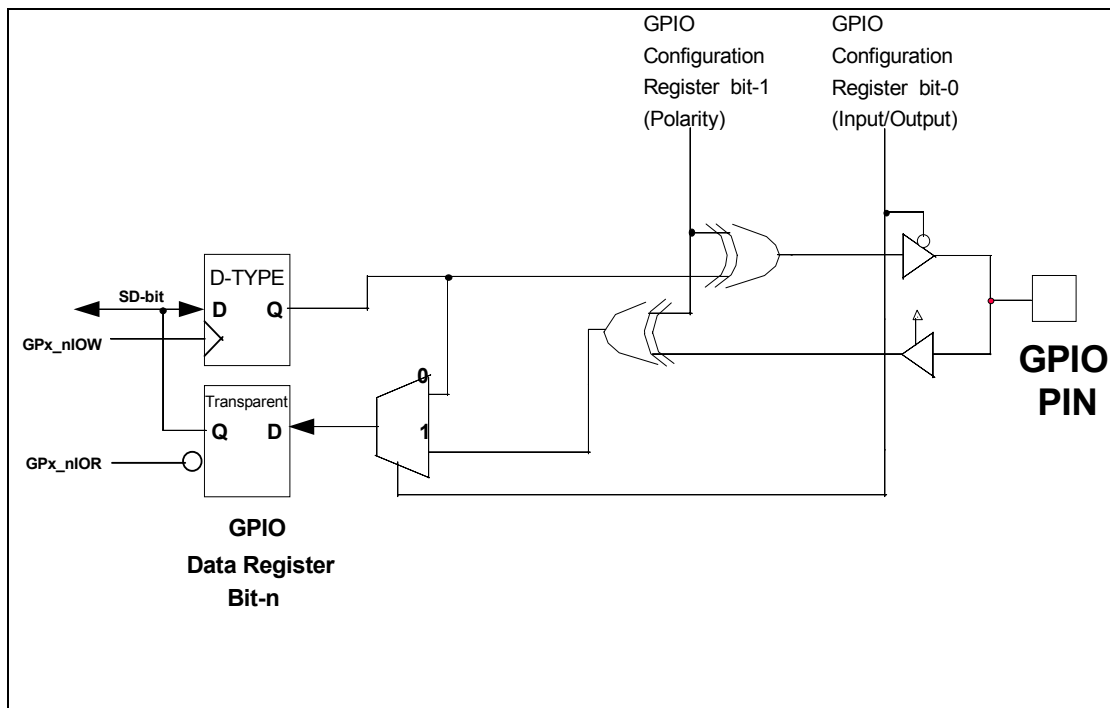 GPIO
Configuration
Register bit-1
(Polarity)
GPIO
Configuration
Register bit-0
(Input/Output)
D-TYPE
SD-bit
D
Q
GPx_nIOW
0
Transparent
1
Q
D
GPx_nIOR
GPIO
PIN
GPIO
Data Register
Bit-n